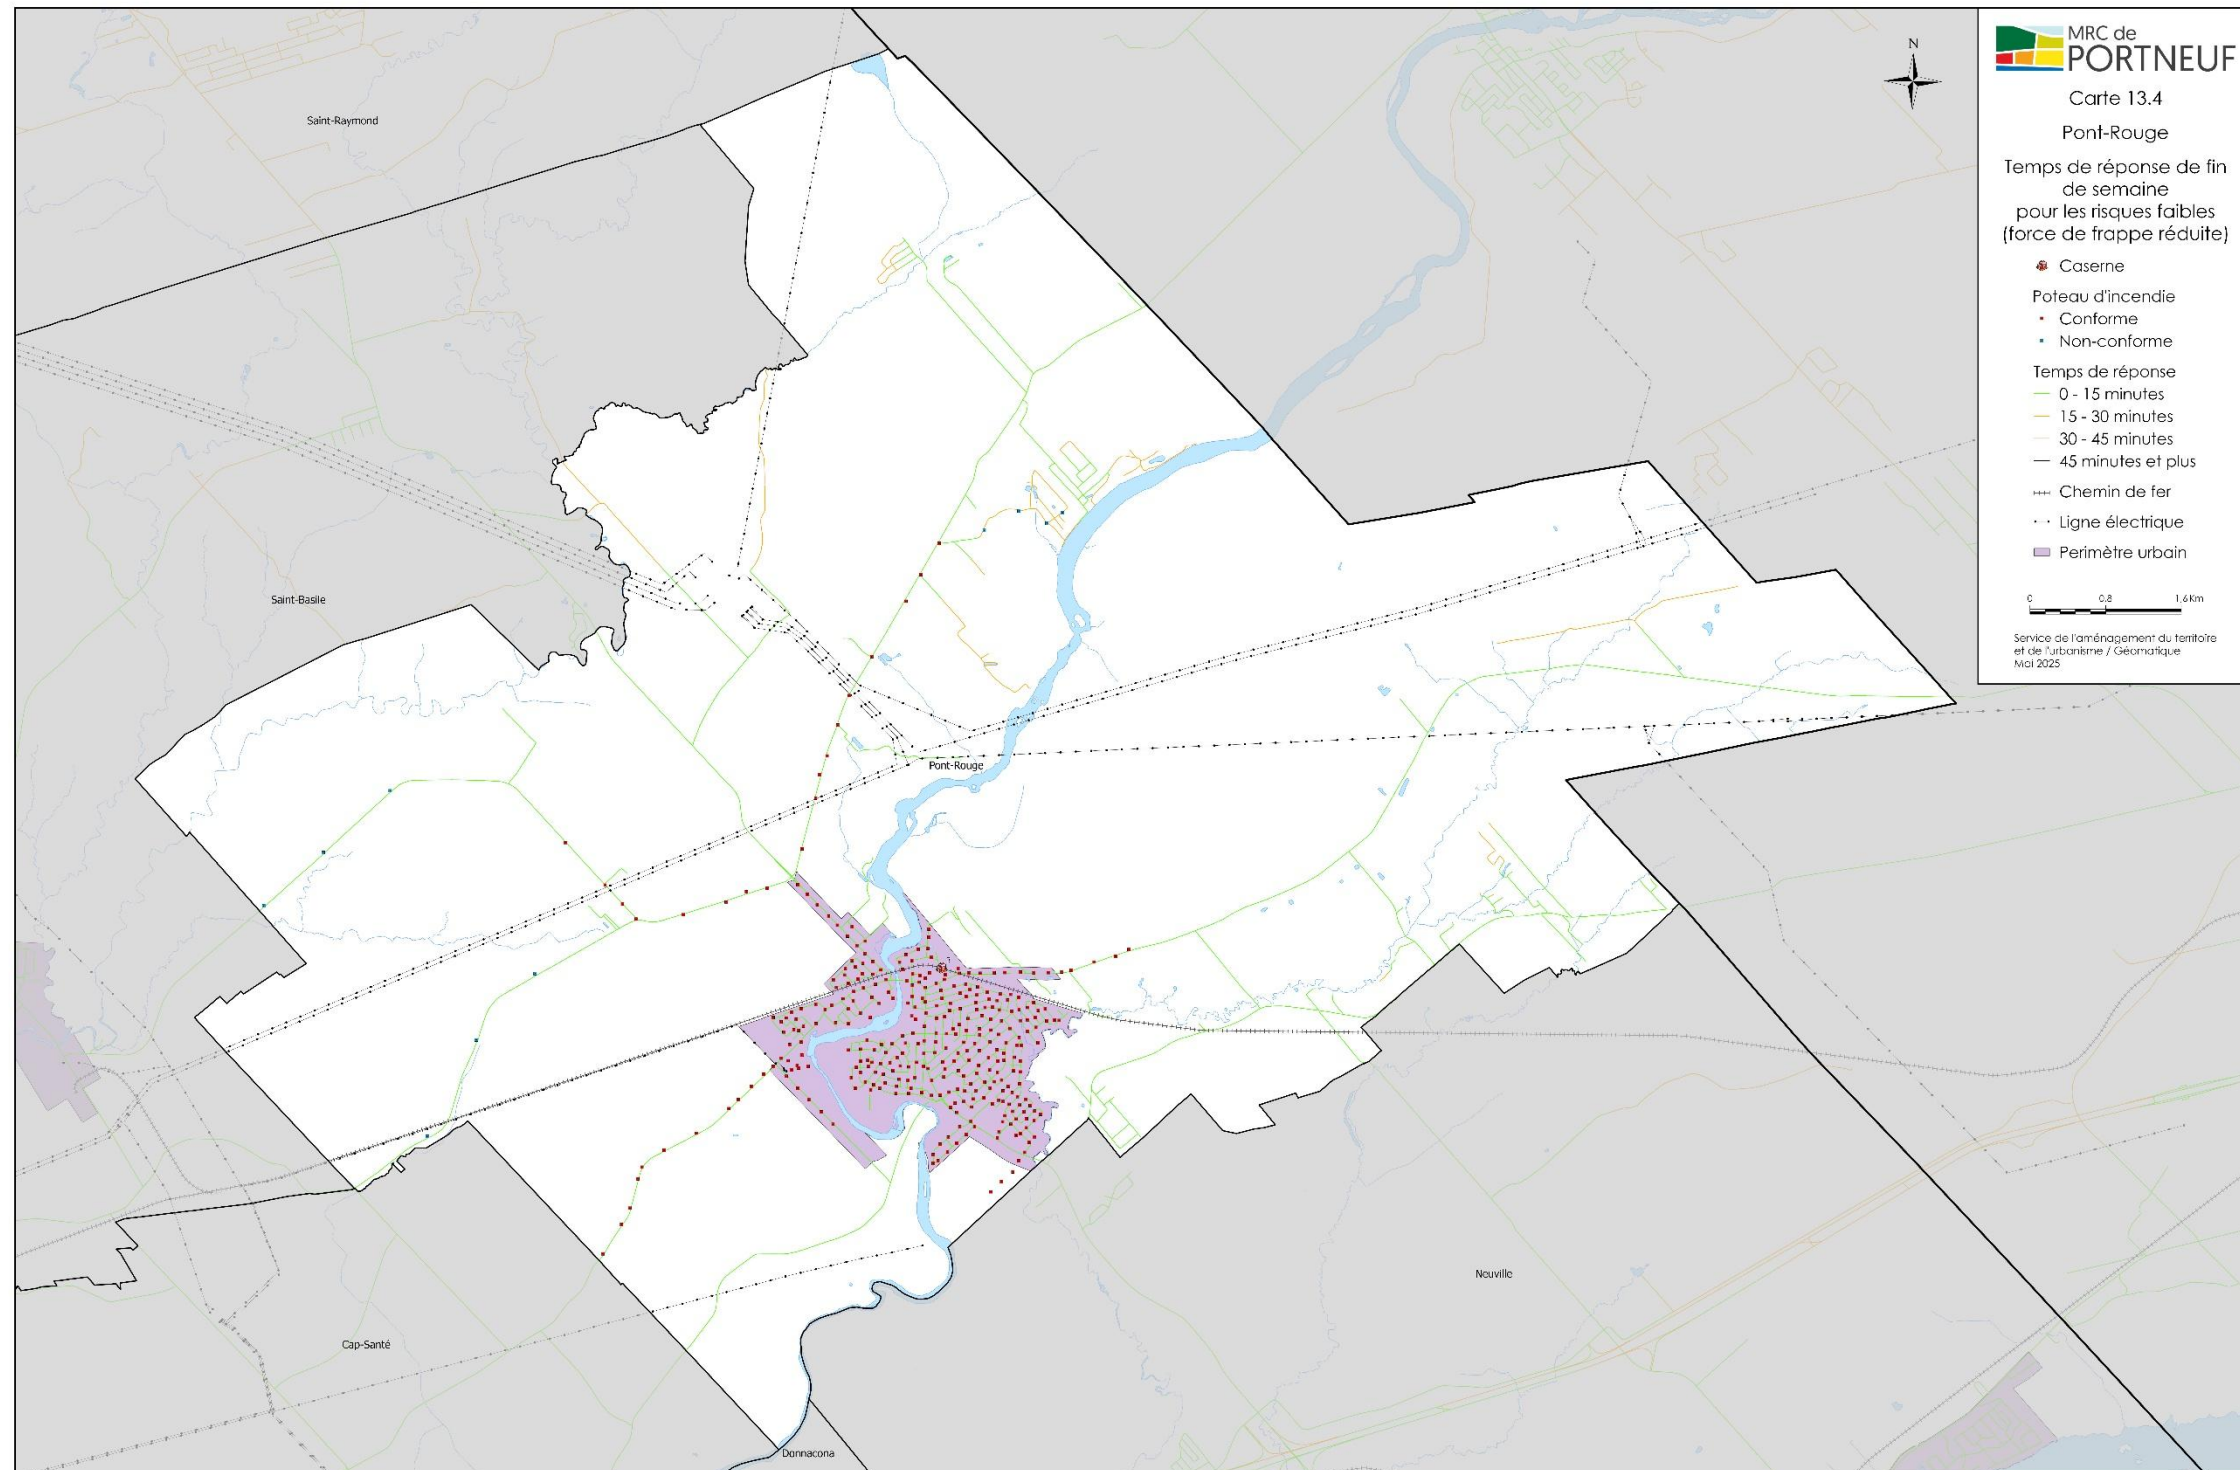 MRC de
PORTNEUF
Carte 13.4
Pont-Rouge
Temps de réponse de fin
de semaine
pour les risques faibles
(force de frappe réduite)
Caserne
Poteau d'incendie
Conforme
Non-conforme
Temps de réponse
0 - 15 minutes
15 - 30 minutes
30 - 45 minutes
45 minutes et plus
Chemin de fer
Ligne électrique
Perimètre urbain
0 0.8 1,6 Km
Service de l'aménagement du territoire
et de l'urbanisme / Géomatique
Mai 2025
N
Saint-Raymond
Saint-Basile
Pont-Rouge
Neuville
Cap-Santé
Donnacona